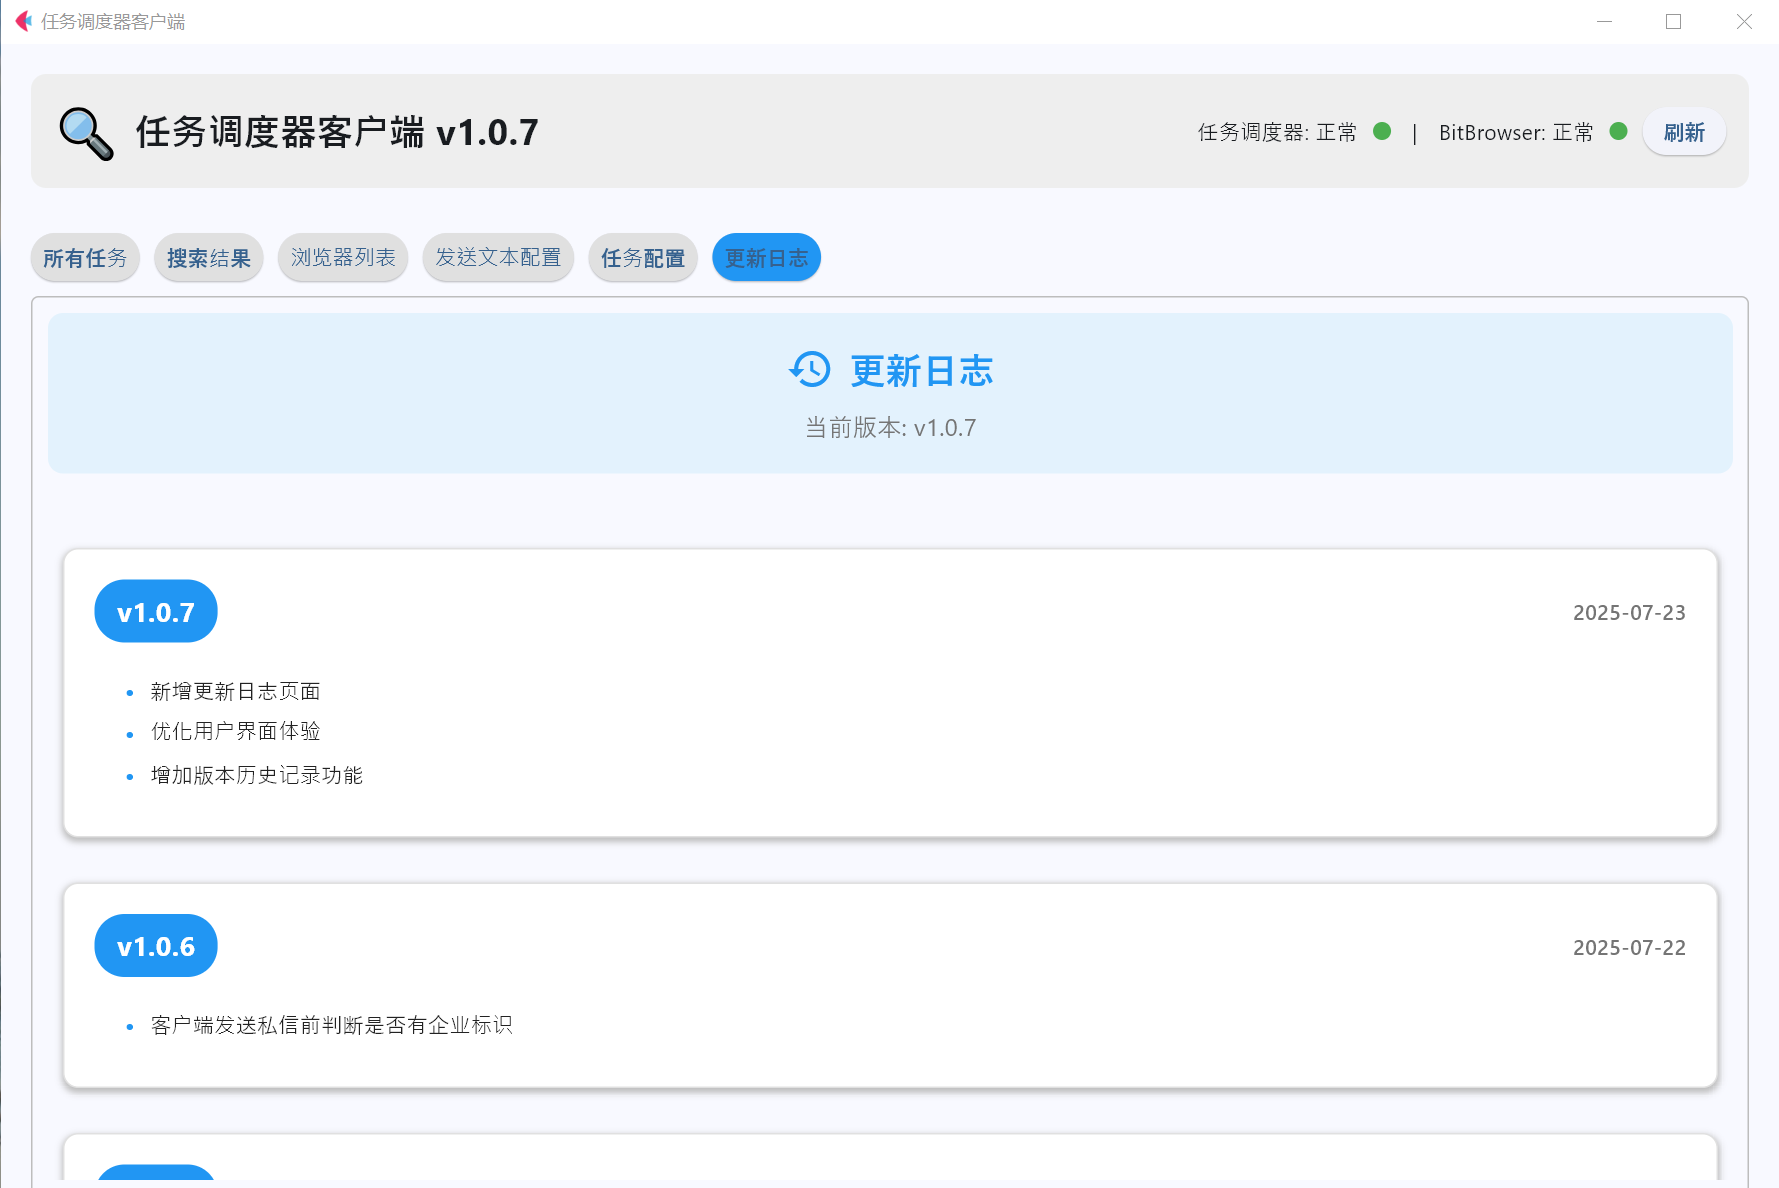 任务调度器客户端
任务调度器客户端 v1.0.7
任务调度器: 正常 | BitBrowser: 正常 刷新
所有任务 搜索结果 浏览器列表 发送文本配置 任务配置 更新日志
更新日志
当前版本: v1.0.7
v1.0.7 2025-07-23
• 新增更新日志页面
• 优化用户界面体验
• 增加版本历史记录功能
v1.0.6 2025-07-22
• 客户端发送私信前判断是否有企业标识